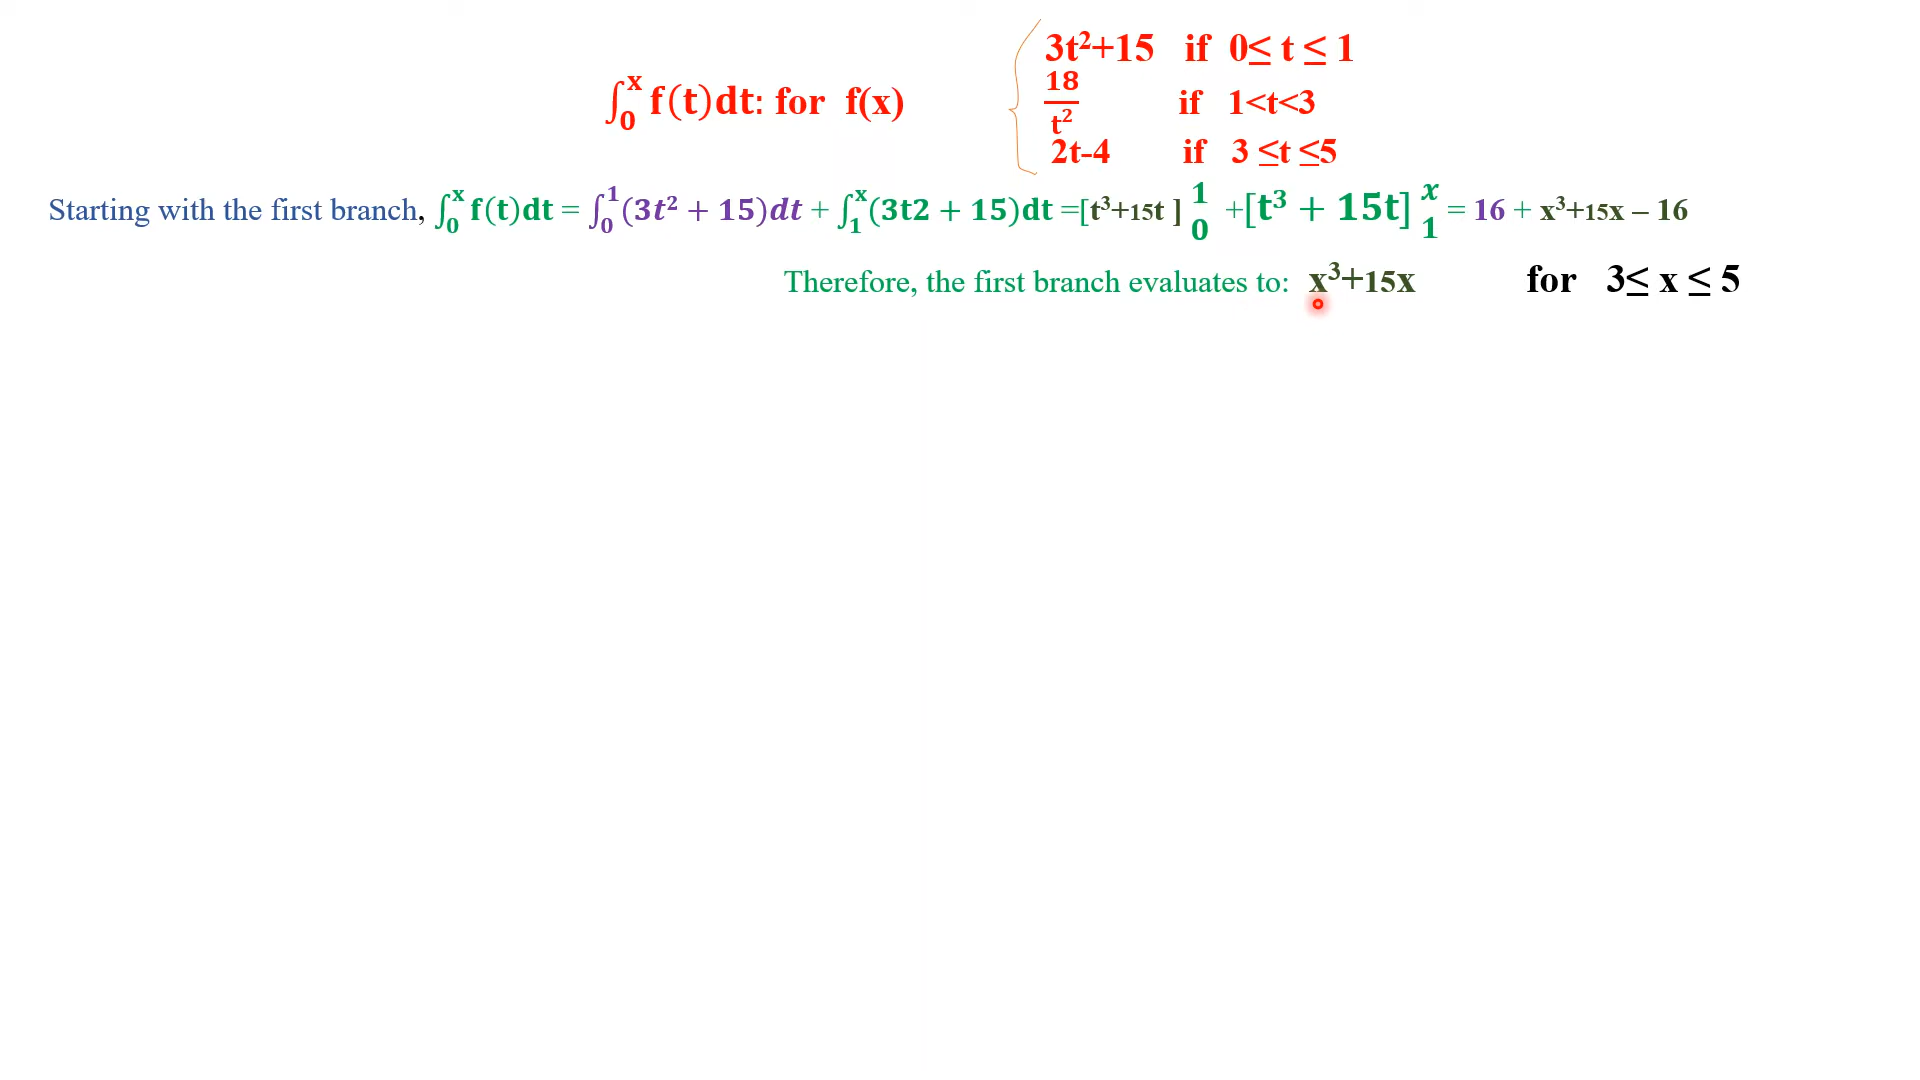 ∫₀ˣ f(t)dt: for f(x) { 3t²+15 if 0≤ t ≤ 1
18/t² if 1<t<3
2t-4 if 3 ≤t ≤5
Starting with the first branch, ∫₀ˣ f(t)dt = ∫₀¹(3t² + 15)dt + ∫₁ˣ(3t2 + 15)dt =[t³+15t ] 1 0 +[t³ + 15t] x 1 = 16 + x³+15x – 16
Therefore, the first branch evaluates to: x³+15x for 3≤ x ≤ 5